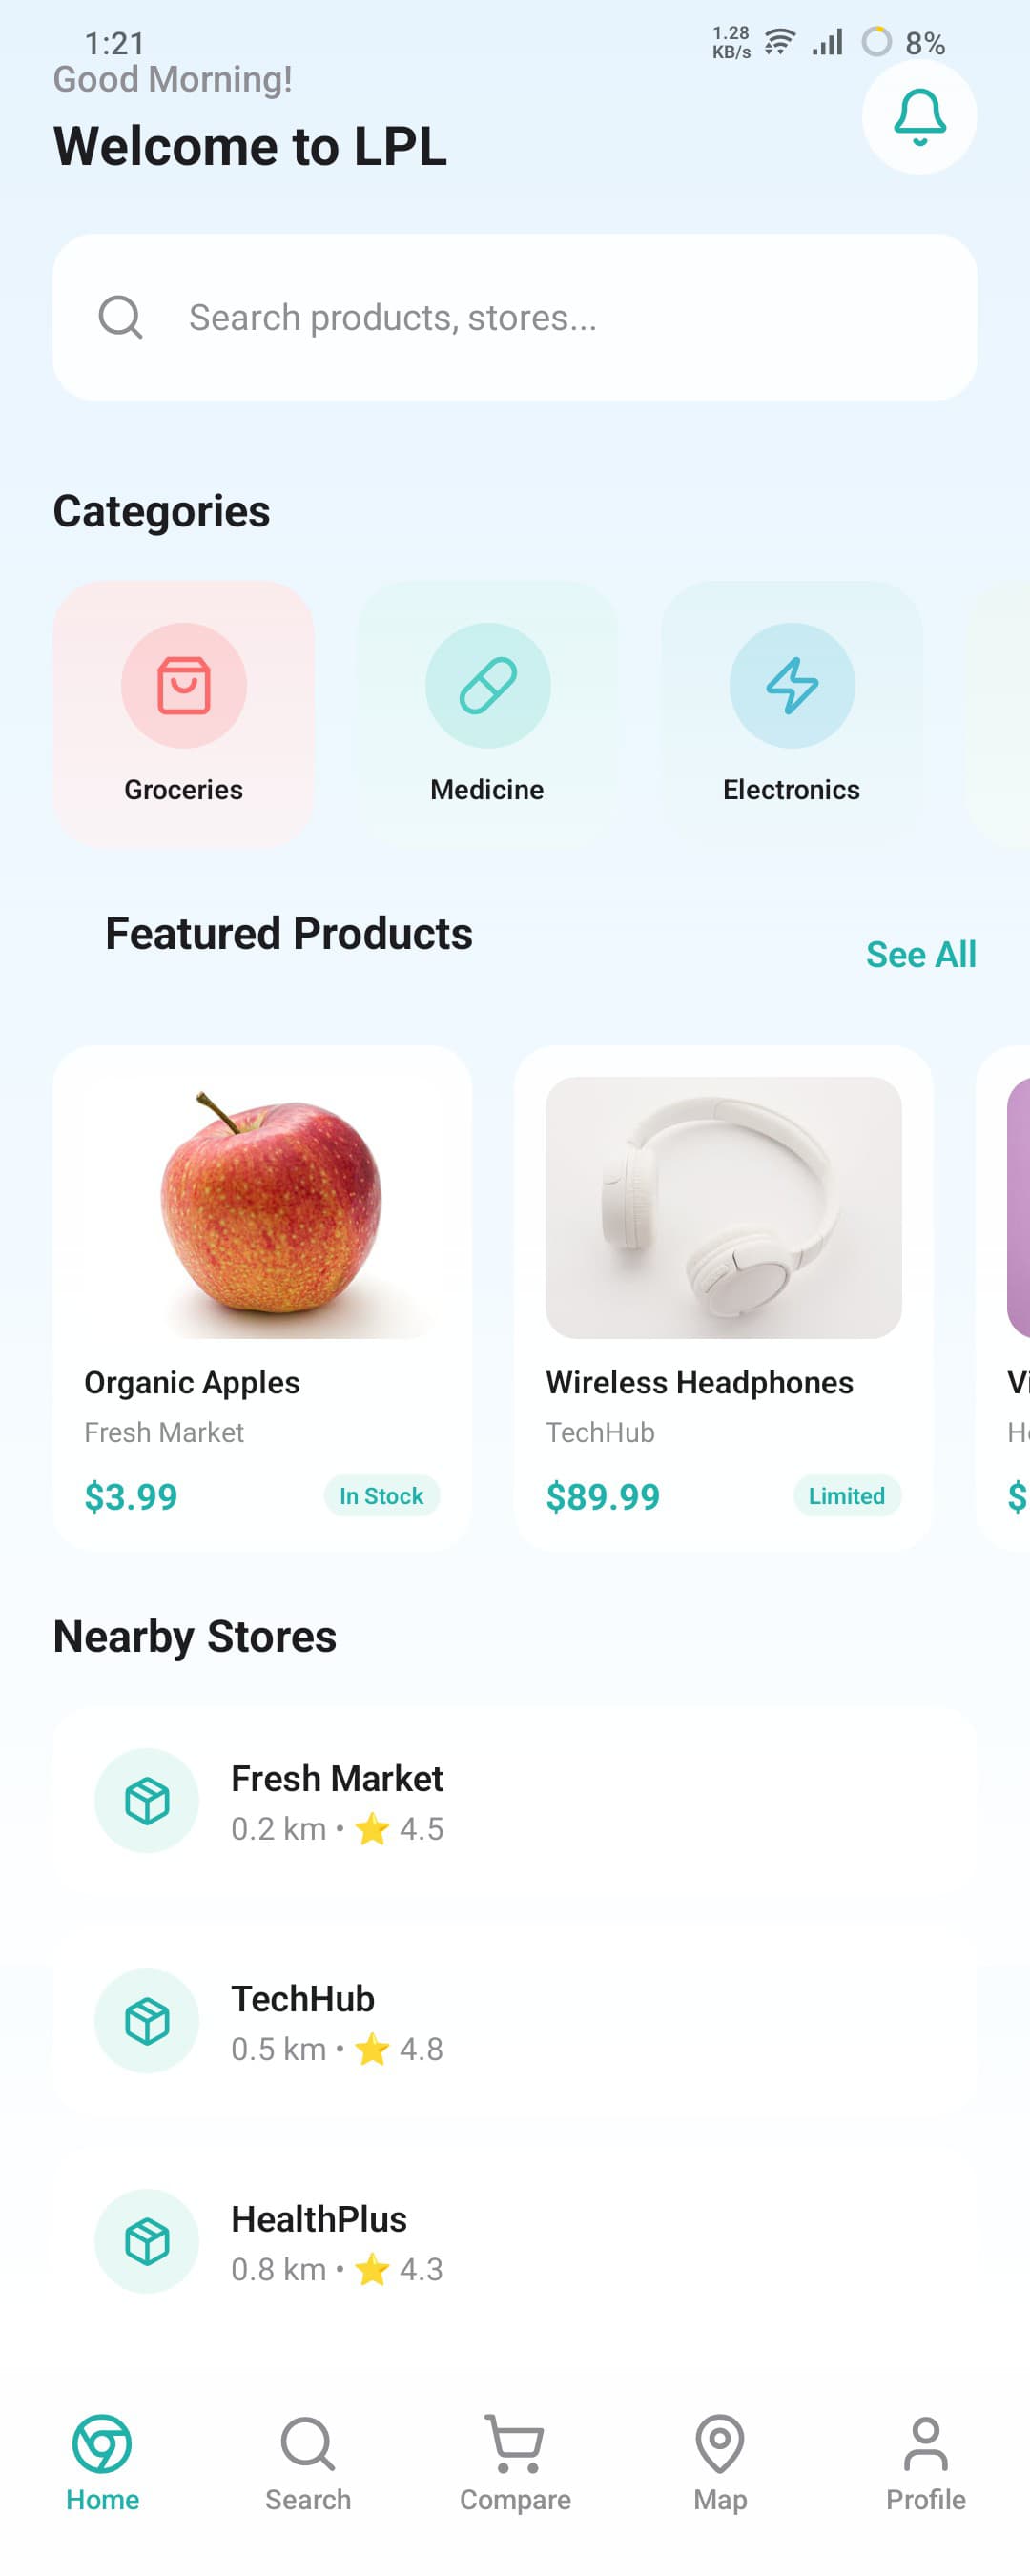 1:21
1.28
KB/s
8%
Good Morning!
Welcome to LPL
Search products, stores...
Categories
Groceries
Medicine
Electronics
Featured Products
See All
Organic Apples
Fresh Market
$3.99
In Stock
Wireless Headphones
TechHub
$89.99
Limited
Vi
He
$
Nearby Stores
Fresh Market
0.2 km • ⭐ 4.5
TechHub
0.5 km • ⭐ 4.8
HealthPlus
0.8 km • ⭐ 4.3
Home
Search
Compare
Map
Profile